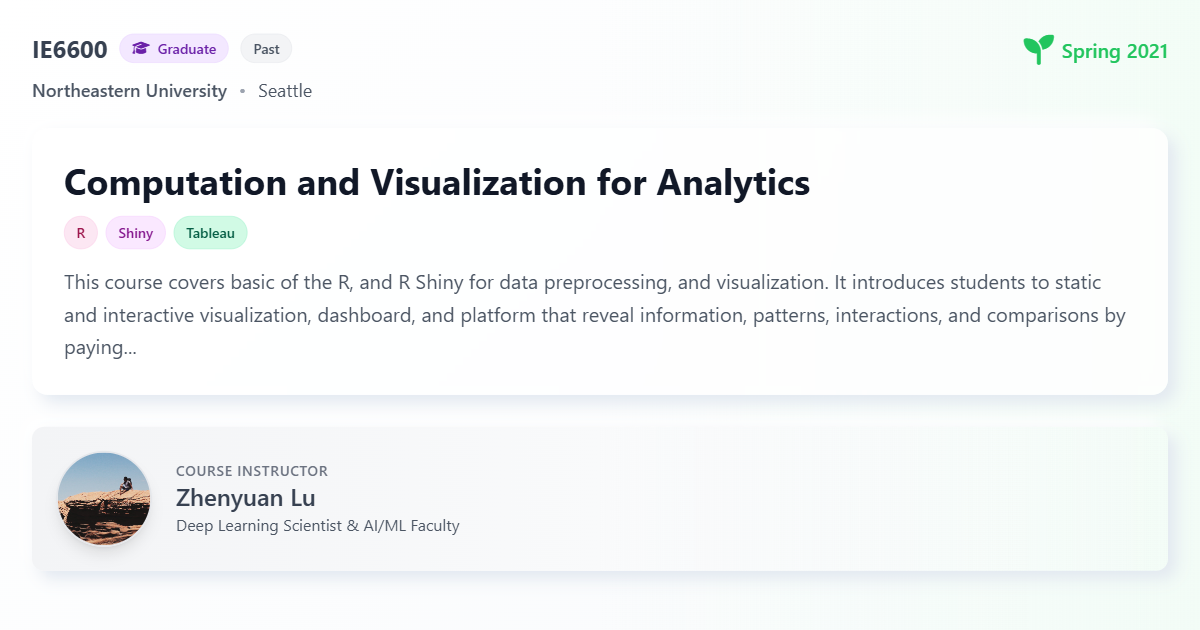 IE6600 Graduate Past
Spring 2021
Northeastern University • Seattle
Computation and Visualization for Analytics
R Shiny Tableau
This course covers basic of the R, and R Shiny for data preprocessing, and visualization. It introduces students to static
and interactive visualization, dashboard, and platform that reveal information, patterns, interactions, and comparisons by
paying...
COURSE INSTRUCTOR
Zhenyuan Lu
Deep Learning Scientist & AI/ML Faculty